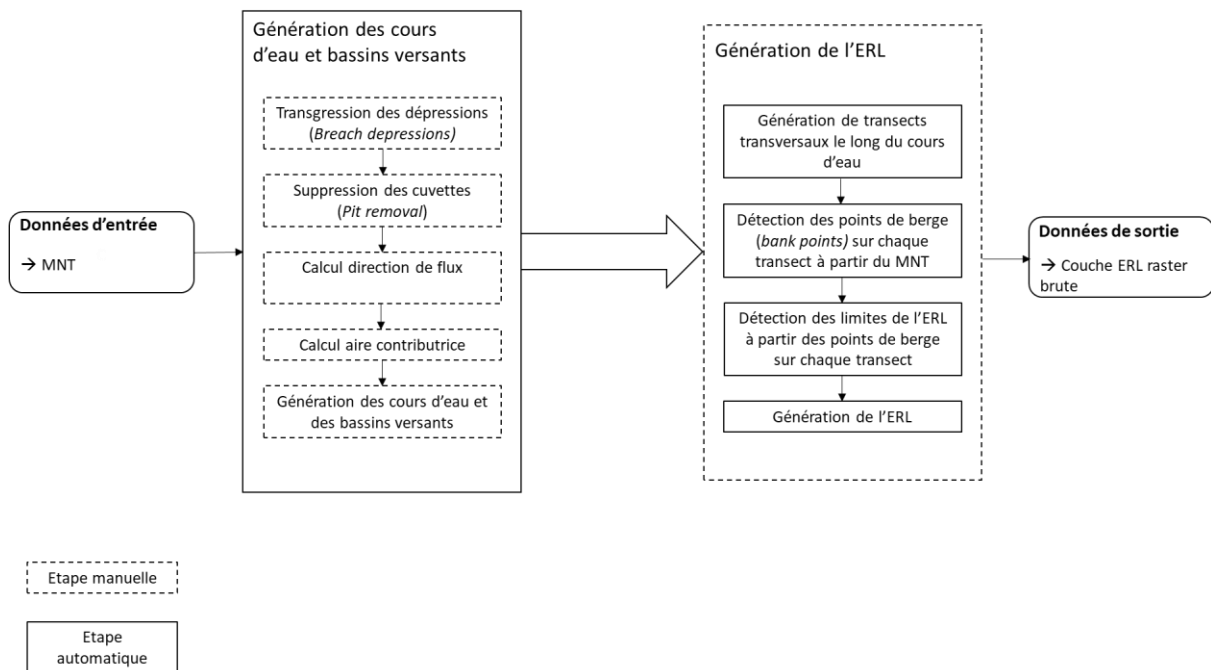 Données d'entrée
→ MNT
Génération des cours
d'eau et bassins versants
Transgression des dépressions
(Breach depressions)
Suppression des cuvettes
(Pit removal)
Calcul direction de flux
Calcul aire contributrice
Génération des cours d'eau et
des bassins versants
Génération de l'ERL
Génération de transects
transversaux le long du cours
d'eau
Détection des points de berge
(bank points) sur chaque
transect à partir du MNT
Détection des limites de l'ERL
à partir des points de berge
sur chaque transect
Génération de l'ERL
Données de sortie
→ Couche ERL raster
brute
Etape manuelle
Etape
automatique